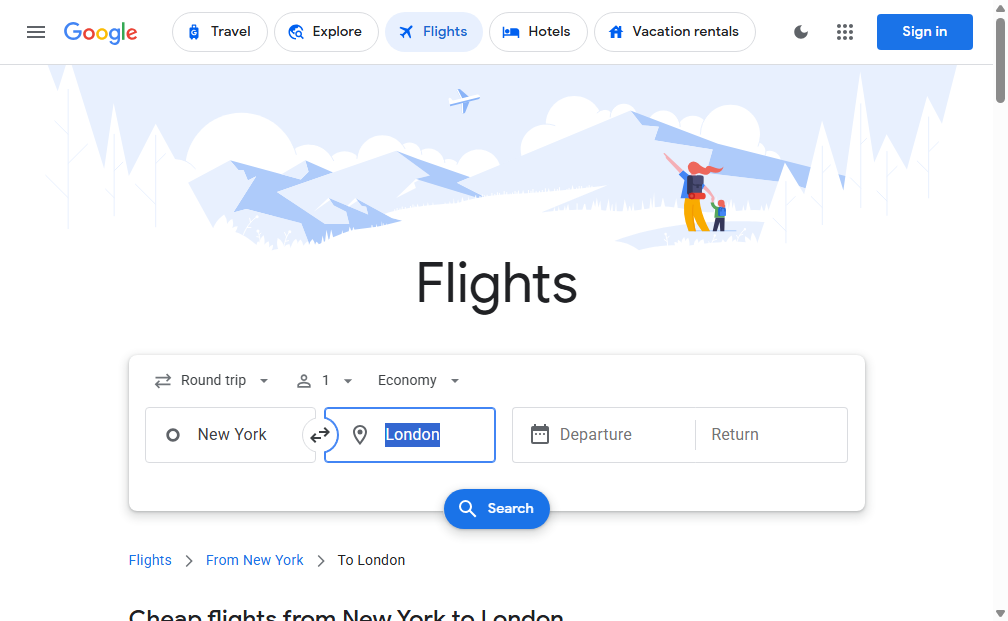 Google
Travel
Explore
Flights
Hotels
Vacation rentals
Sign in
Flights
Round trip
1
Economy
New York
London
Departure
Return
Search
Flights
From New York
To London
Cheap flights from New York to London